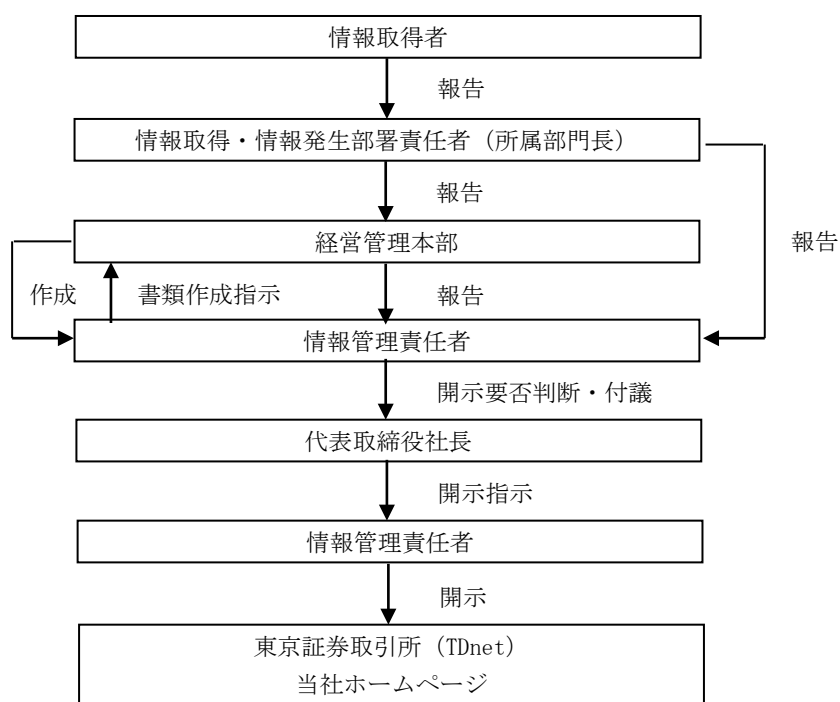 情報取得者
報告
情報取得・情報発生部署責任者（所属部門長）
報告
報告
経営管理本部
作成
書類作成指示
報告
情報管理責任者
開示要否判断・付議
代表取締役社長
開示指示
情報管理責任者
開示
東京証券取引所（TDnet）
当社ホームページ